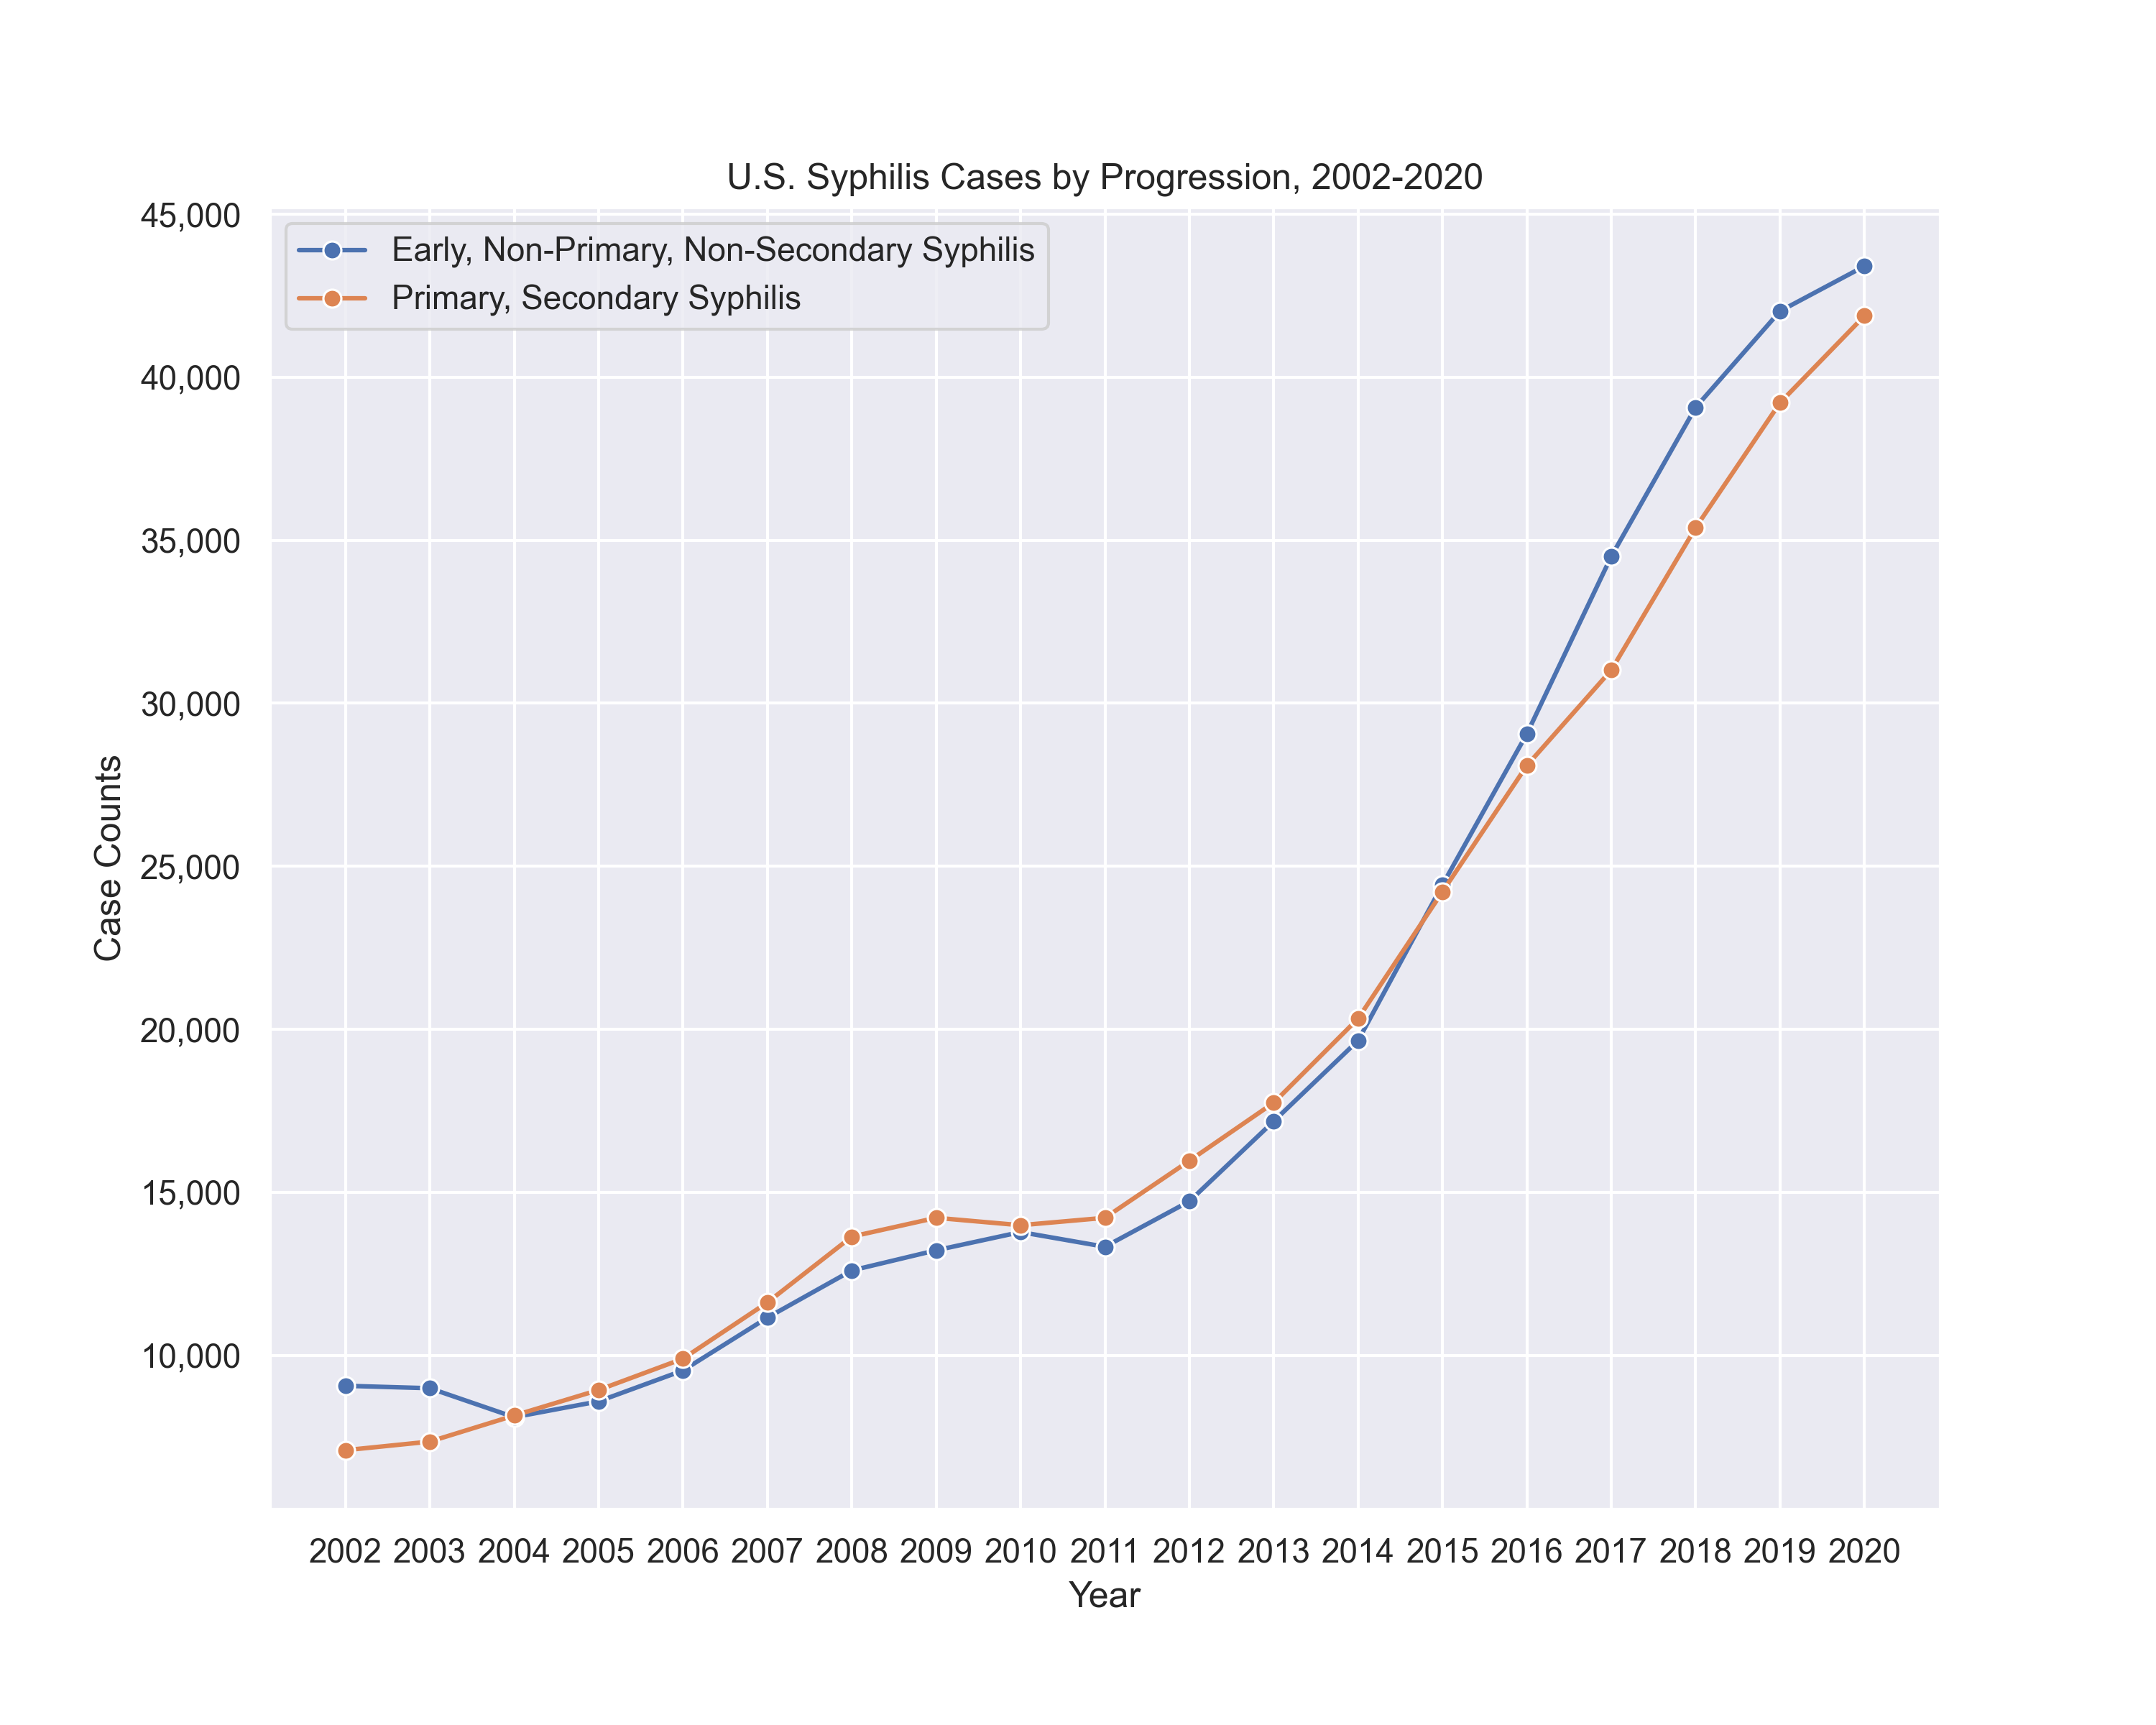 U.S. Syphilis Cases by Progression, 2002-2020
Early, Non-Primary, Non-Secondary Syphilis
Primary, Secondary Syphilis
45,000
40,000
35,000
30,000
25,000
20,000
15,000
10,000
Case Counts
2002 2003 2004 2005 2006 2007 2008 2009 2010 2011 2012 2013 2014 2015 2016 2017 2018 2019 2020
Year